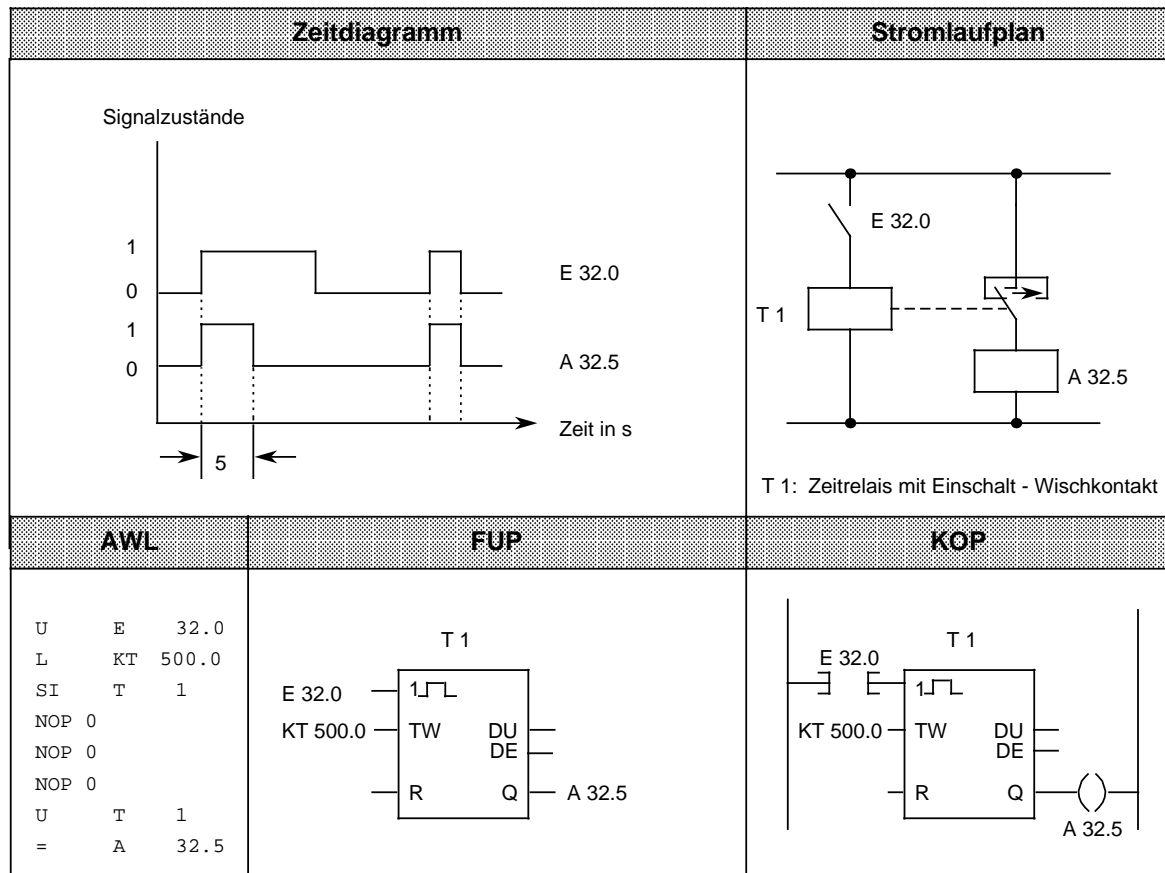 Zeitdiagramm
Stromlaufplan
Signalzustände
1
0
E 32.0
1
0
A 32.5
Zeit in s
5
E 32.0
T 1
A 32.5
T 1: Zeitrelais mit Einschalt - Wischkontakt
AWL
FUP
KOP
U E 32.0
L KT 500.0
SI T 1
NOP 0
NOP 0
NOP 0
U T 1
= A 32.5
T 1
E 32.0
1
KT 500.0
TW
DU
DE
R
Q
A 32.5
T 1
E 32.0
1
KT 500.0
TW
DU
DE
R
Q
A 32.5